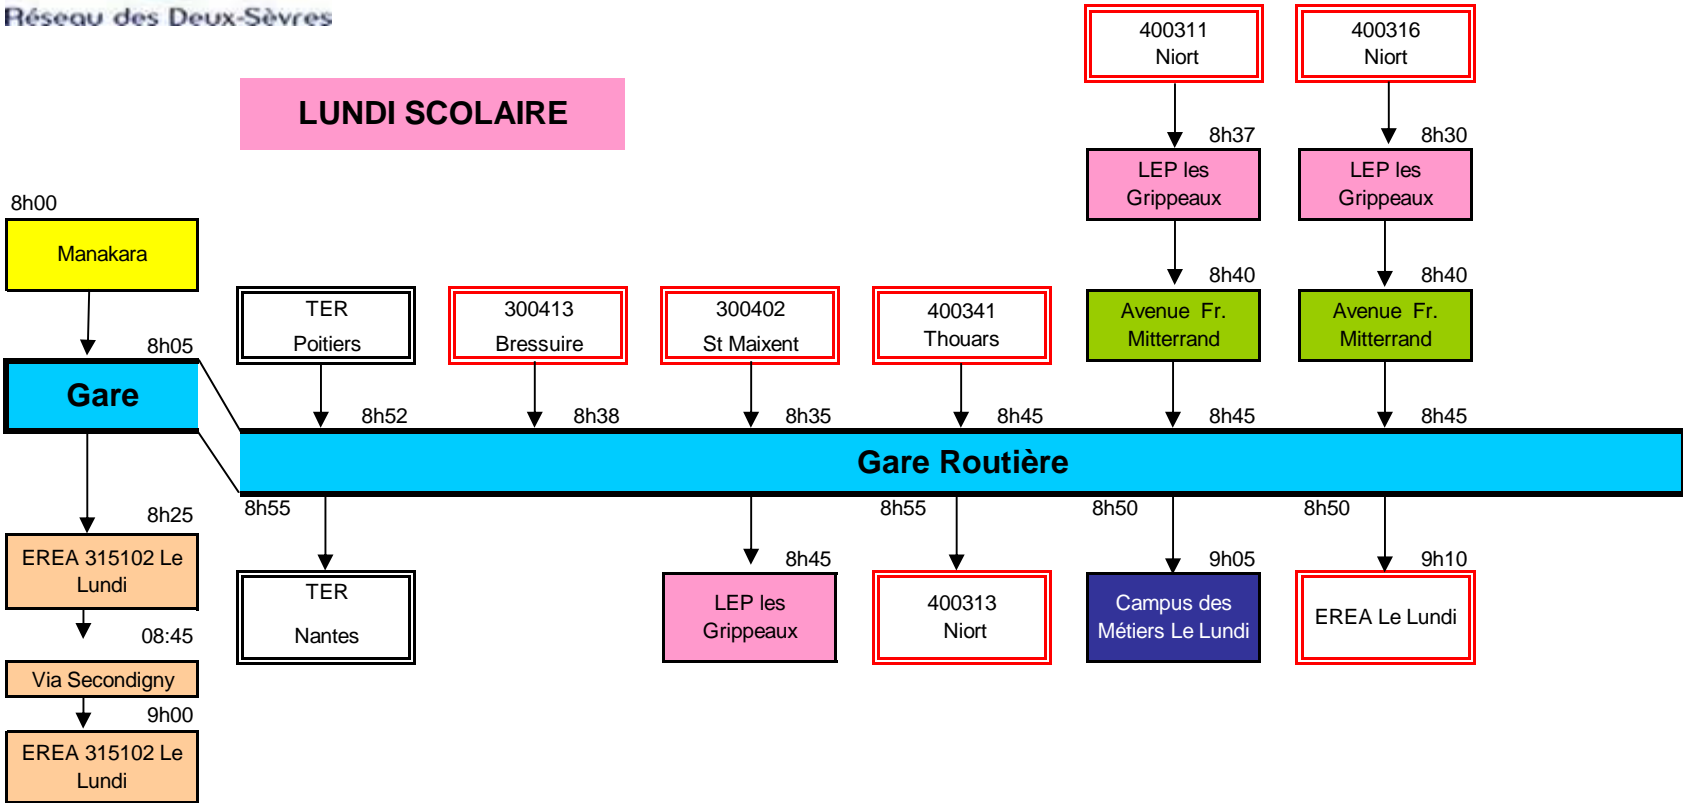 Réseau des Deux-Sèvres
LUNDI SCOLAIRE
400311
Niort
400316
Niort
8h37
8h30
LEP les
Grippeaux
LEP les
Grippeaux
8h00
Manakara
8h40
8h40
TER
Poitiers
300413
Bressuire
300402
St Maixent
400341
Thouars
Avenue Fr.
Mitterrand
Avenue Fr.
Mitterrand
8h05
Gare
8h52
8h38
8h35
8h45
8h45
8h45
Gare Routière
8h55
8h55
8h50
8h50
8h25
EREA 315102 Le
Lundi
8h45
9h05
9h10
TER
Nantes
LEP les
Grippeaux
400313
Niort
Campus des
Métiers Le Lundi
EREA Le Lundi
08:45
Via Secondigny
9h00
EREA 315102 Le
Lundi